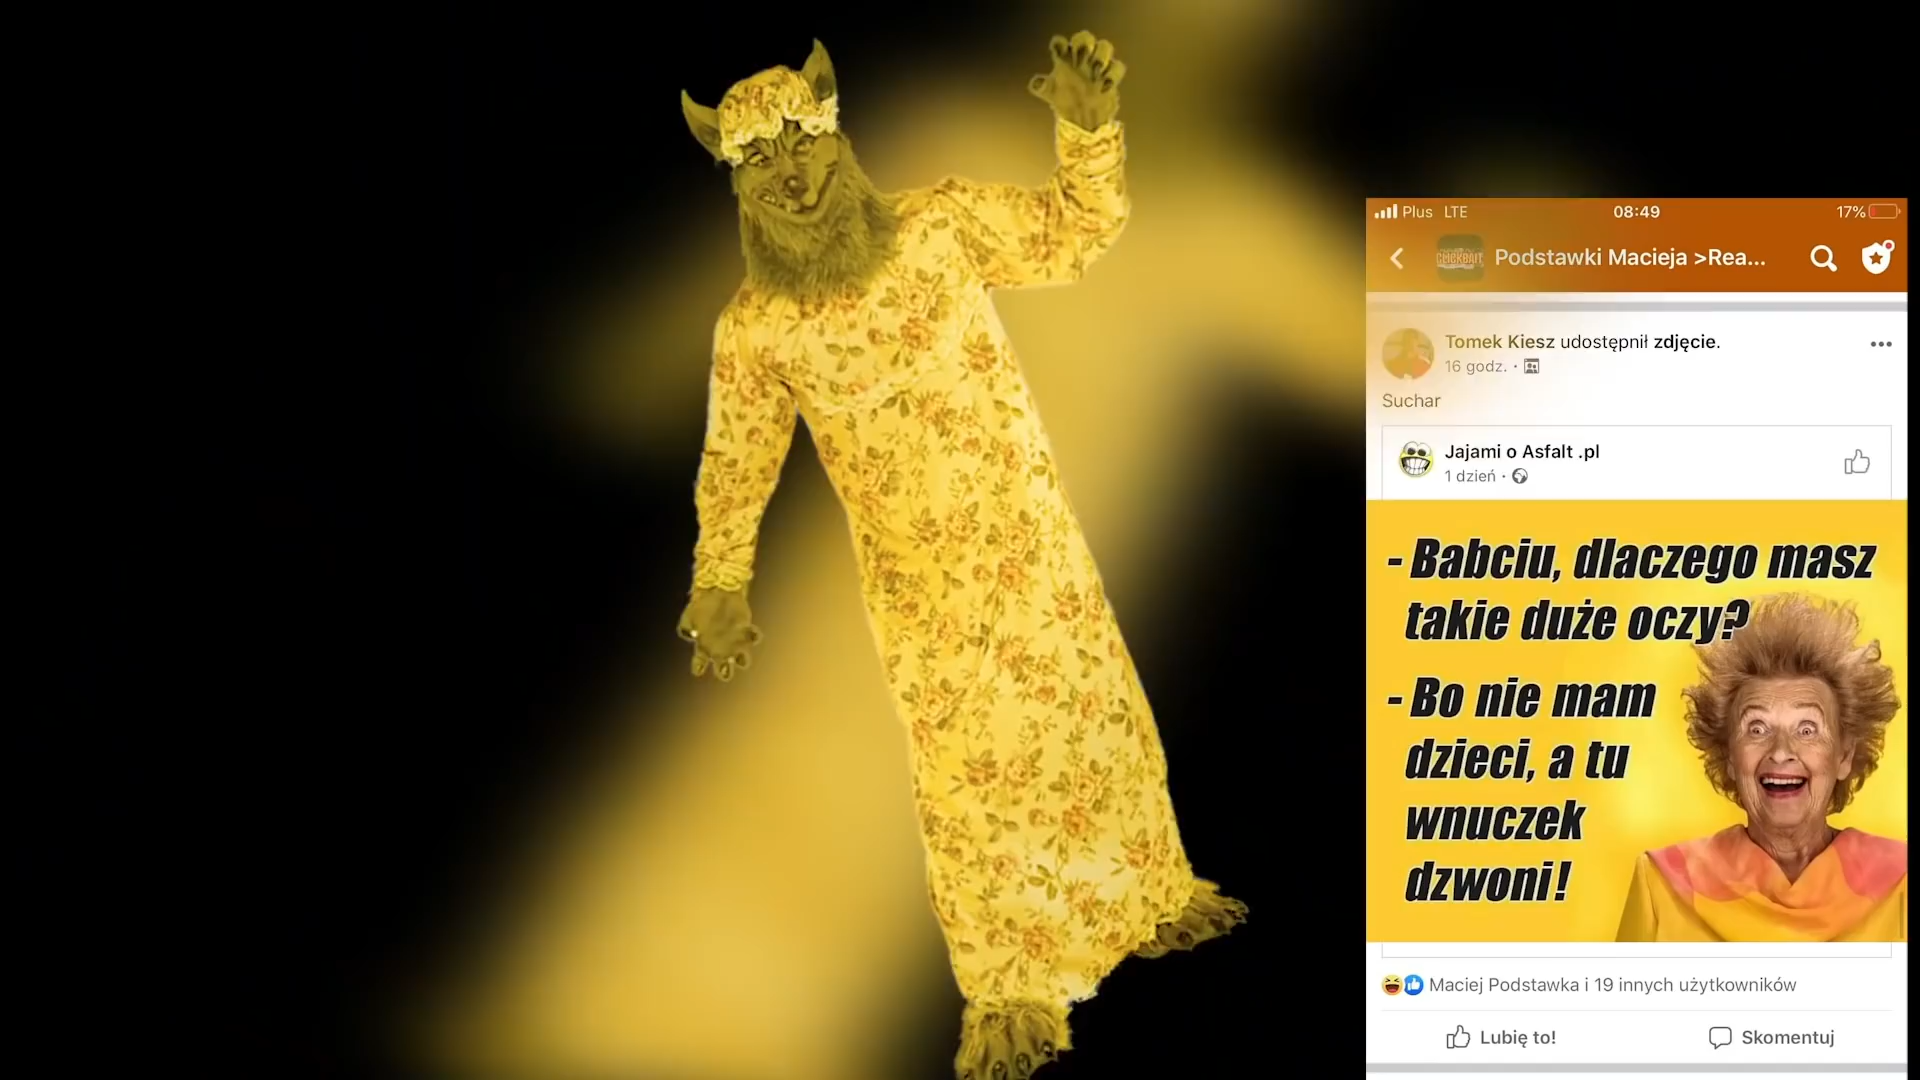 Plus LTE 08:49 17%
CLICKBAIT Podstawki Macieja >Rea...
Tomek Kiesz udostępnił zdjęcie.
16 godz.
Suchar
Jajami o Asfalt .pl
1 dzień
- Babciu, dlaczego masz
takie duże oczy?
- Bo nie mam
dzieci, a tu
wnuczek
dzwoni!
Maciej Podstawka i 19 innych użytkowników
Lubię to! Skomentuj